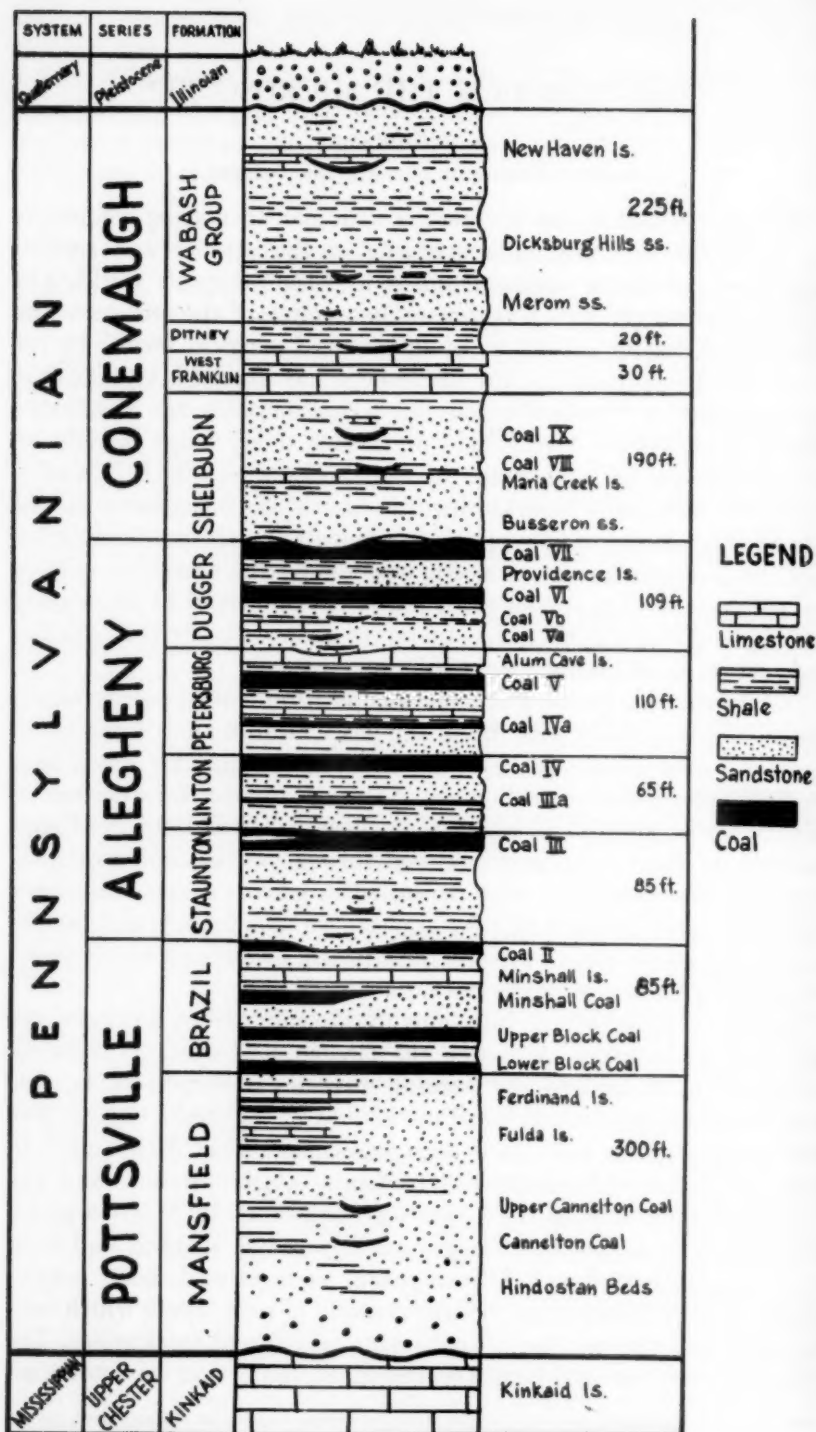 SYSTEM SERIES FORMATION
Quaternary Pleistocene Illinoian
PENNSYLVANIAN
CONEMAUGH
WABASH GROUP
New Haven ls.
225 ft.
Dicksburg Hills ss.
Merom ss.
DITNEY
20 ft.
WEST FRANKLIN
30 ft.
SHELBURN
Coal IX
Coal VIII
190 ft.
Maria Creek ls.
Busseron ss.
ALLEGHENY
DUGGER
Coal VII
Providence ls.
Coal VI
109 ft.
Coal Vb
Coal Va
PETERSBURG
Alum Cave ls.
Coal V
110 ft.
Coal IVa
LINTON
Coal IV
65 ft.
Coal IIIa
STAUNTON
Coal III
85 ft.
POTTSVILLE
BRAZIL
Coal II
Minshall ls.
85 ft.
Minshall Coal
Upper Block Coal
Lower Block Coal
MANSFIELD
Ferdinand ls.
Fulda ls.
300 ft.
Upper Cannelton Coal
Cannelton Coal
Hindostan Beds
MISSISSIPPIAN
UPPER CHESTER
KINKAID
Kinkaid ls.
LEGEND
Limestone
Shale
Sandstone
Coal